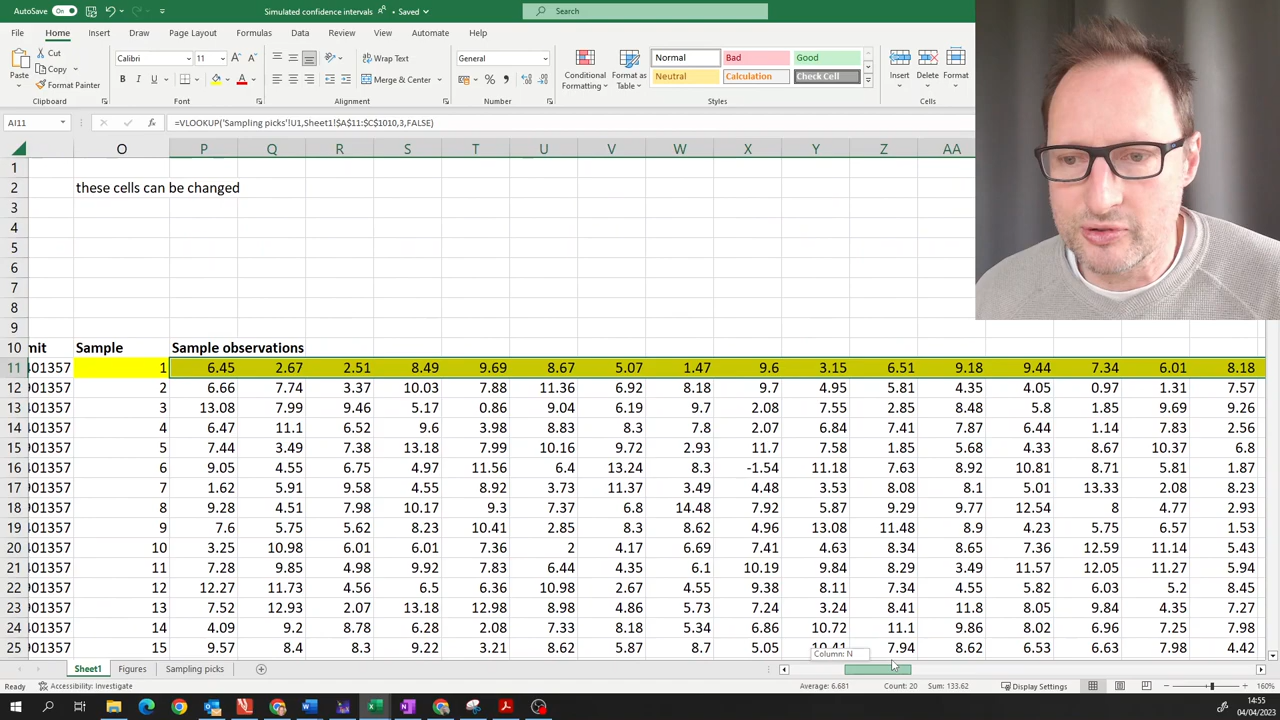 AutoSave On Simulated confidence intervals • Saved Search
File Home Insert Draw Page Layout Formulas Data Review View Automate Help
Cut Calibri 11 Wrap Text General Normal Bad Good
Paste Copy Merge & Center Conditional Formatting Format as Table Neutral Calculation Check Cell Insert Delete Format
Format Painter
Clipboard Font Alignment Number Styles Cells
AI11 =VLOOKUP('Sampling picks'!U1,Sheet1!$A$11:$C$1010,3,FALSE)
O P Q R S T U V W X Y Z AA
1
2 these cells can be changed
3
4
5
6
7
8
9
10 mit Sample Sample observations
11 401357 1 6.45 2.67 2.51 8.49 9.69 8.67 5.07 1.47 9.6 3.15 6.51 9.18 9.44 7.34 6.01 8.18
12 901357 2 6.66 7.74 3.37 10.03 7.88 11.36 6.92 8.18 9.7 4.95 5.81 4.35 4.05 0.97 1.31 7.57
13 901357 3 13.08 7.99 9.46 5.17 0.86 9.04 6.19 9.7 2.08 7.55 2.85 8.48 5.8 1.85 9.69 9.26
14 401357 4 6.47 11.1 6.52 9.6 3.98 8.83 8.3 7.8 2.07 6.84 7.41 7.87 6.44 1.14 7.83 2.56
15 901357 5 7.44 3.49 7.38 13.18 7.99 10.16 9.72 2.93 11.7 7.58 1.85 5.68 4.33 8.67 10.37 6.8
16 401357 6 9.05 4.55 6.75 4.97 11.56 6.4 13.24 8.3 -1.54 11.18 7.63 8.92 10.81 8.71 5.81 1.87
17 901357 7 1.62 5.91 9.58 4.55 8.92 3.73 11.37 3.49 4.48 3.53 8.08 8.1 5.01 13.33 2.08 8.23
18 901357 8 9.28 4.51 7.98 10.17 9.3 7.37 6.8 14.48 7.92 5.87 9.29 9.77 12.54 8 4.77 2.93
19 401357 9 7.6 5.75 5.62 8.23 10.41 2.85 8.3 8.62 4.96 13.08 11.48 8.9 4.23 5.75 6.57 1.53
20 401357 10 3.25 10.98 6.01 6.01 7.36 2 4.17 6.69 7.41 4.63 8.34 8.65 7.36 12.59 11.14 5.43
21 401357 11 7.28 9.85 4.98 9.92 7.83 6.44 4.35 6.1 10.19 9.84 8.29 3.49 11.57 12.05 11.27 5.94
22 901357 12 12.27 11.73 4.56 6.5 7.36 10.98 2.67 4.55 9.38 8.11 7.34 4.55 5.82 6.03 5.2 8.45
23 901357 13 7.52 12.93 2.07 13.18 12.98 8.98 4.86 5.73 7.24 3.24 8.41 11.8 8.05 9.84 4.35 7.27
24 401357 14 4.09 9.2 8.78 6.28 2.08 7.33 8.18 5.34 6.86 10.72 11.1 9.86 8.02 6.96 7.25 7.98
25 901357 15 9.57 8.4 8.3 9.22 3.21 8.62 5.87 9.24 5.05 10.41 7.94 8.62 6.53 7.63 7.98 4.42
Column: N
Sheet1 Figures Sampling picks
Ready Accessibility: Investigate Average: 6.681 Count: 20 Sum: 133.62 Display Settings 160%
14:55
04/04/2023